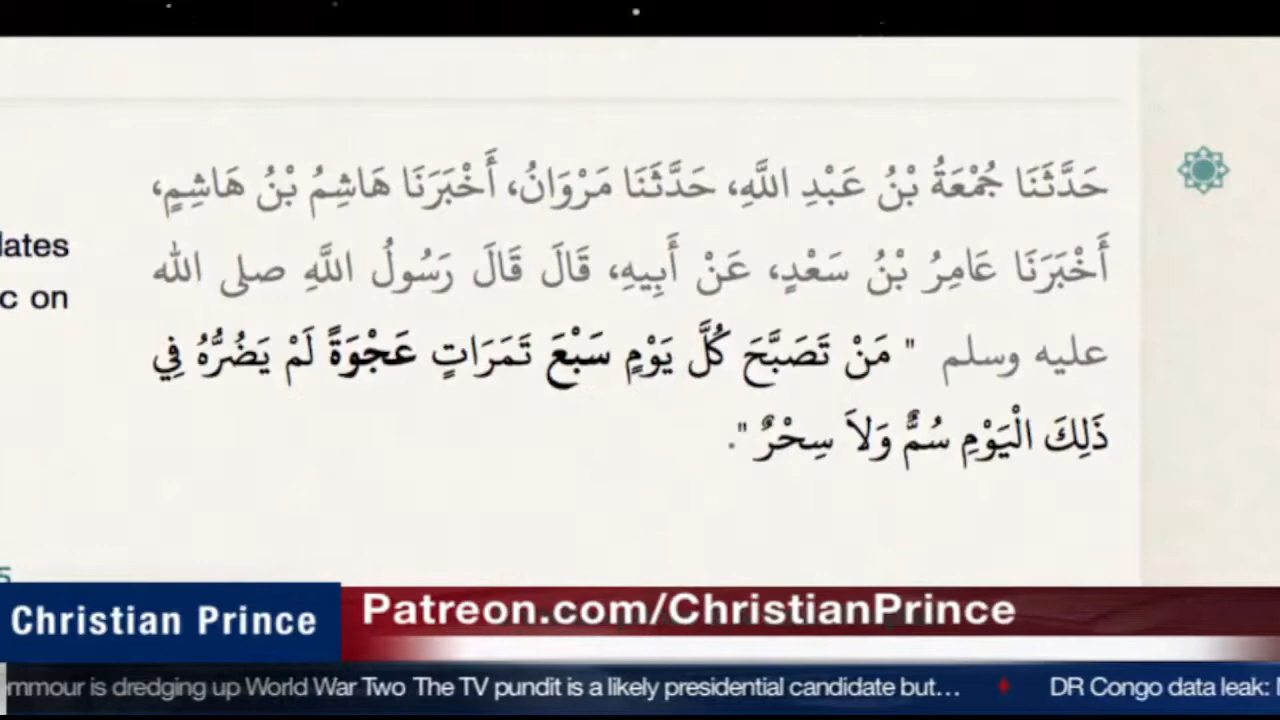 حَدَّثَنَا جُمْعَةُ بْنُ عَبْدِ اللَّهِ، حَدَّثَنَا مَرْوَانُ، أَخْبَرَنَا هَاشِمُ بْنُ هَاشِمٍ،
أَخْبَرَنَا عَامِرُ بْنُ سَعْدٍ، عَنْ أَبِيهِ، قَالَ قَالَ رَسُولُ اللَّهِ صلى الله
lates
c on
عليه وسلم " مَنْ تَصَبَّحَ كُلَّ يَوْمٍ سَبْعَ تَمَرَاتٍ عَجْوَةً لَمْ يَضُرُّهُ فِي
ذَلِكَ الْيَوْمِ سُمٌّ وَلاَ سِحْرٌ ".
Christian Prince
Patreon.com/ChristianPrince
mmour is dredging up World War Two The TV pundit is a likely presidential candidate but... DR Congo data leak: